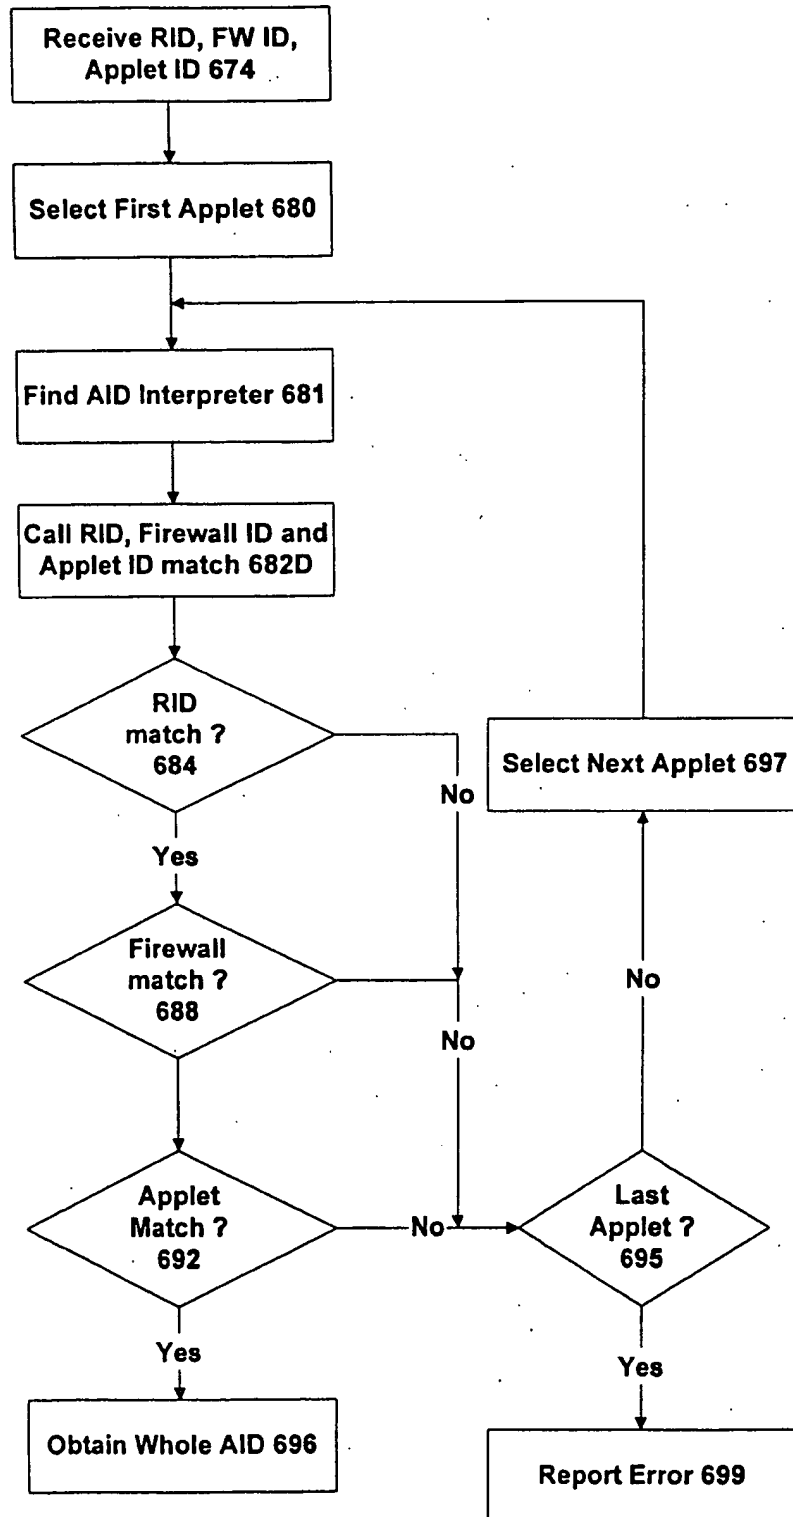 Receive RID, FW ID,
Applet ID 674
Select First Applet 680
Find AID Interpreter 681
Call RID, Firewall ID and
Applet ID match 682D
RID
match ?
684
No
Yes
Firewall
match ?
688
No
Applet
Match ?
692
No
Yes
Obtain Whole AID 696
Select Next Applet 697
No
Last
Applet ?
695
Yes
Report Error 699